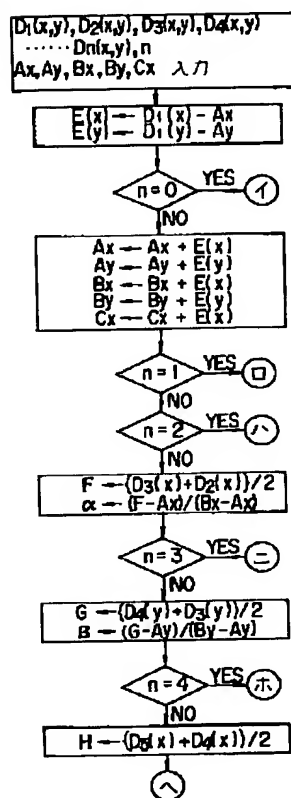 D₁(x,y), D₂(x,y), D₃(x,y), D₄(x,y)
……Dn(x,y), n
Ax, Ay, Bx, By, Cx 入力
E(x) ← D₁(x) - Ax
E(y) ← D₁(y) - Ay
n=0
YES
イ
NO
Ax ← Ax + E(x)
Ay ← Ay + E(y)
Bx ← Bx + E(x)
By ← By + E(y)
Cx ← Cx + E(x)
n=1
YES
ロ
NO
n=2
YES
ハ
NO
F ← {D₃(x)+D₂(x)}/2
α ← (F-Ax)/(Bx-Ax)
n=3
YES
ニ
NO
G ← {D₄(y)+D₃(y)}/2
B ← (G-Ay)/(By-Ay)
n=4
YES
ホ
NO
H ← {D₅(x)+D₄(x)}/2
ヘ